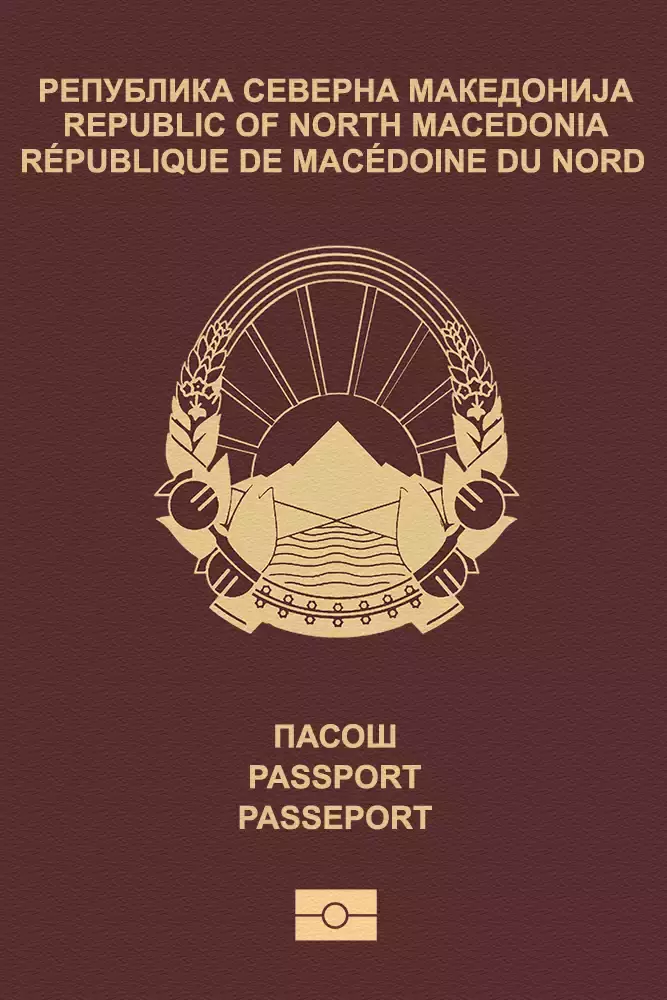 РЕПУБЛИКА СЕВЕРНА МАКЕДОНИЈА
REPUBLIC OF NORTH MACEDONIA
RÉPUBLIQUE DE MACÉDOINE DU NORD
ПАСОШ
PASSPORT
PASSEPORT